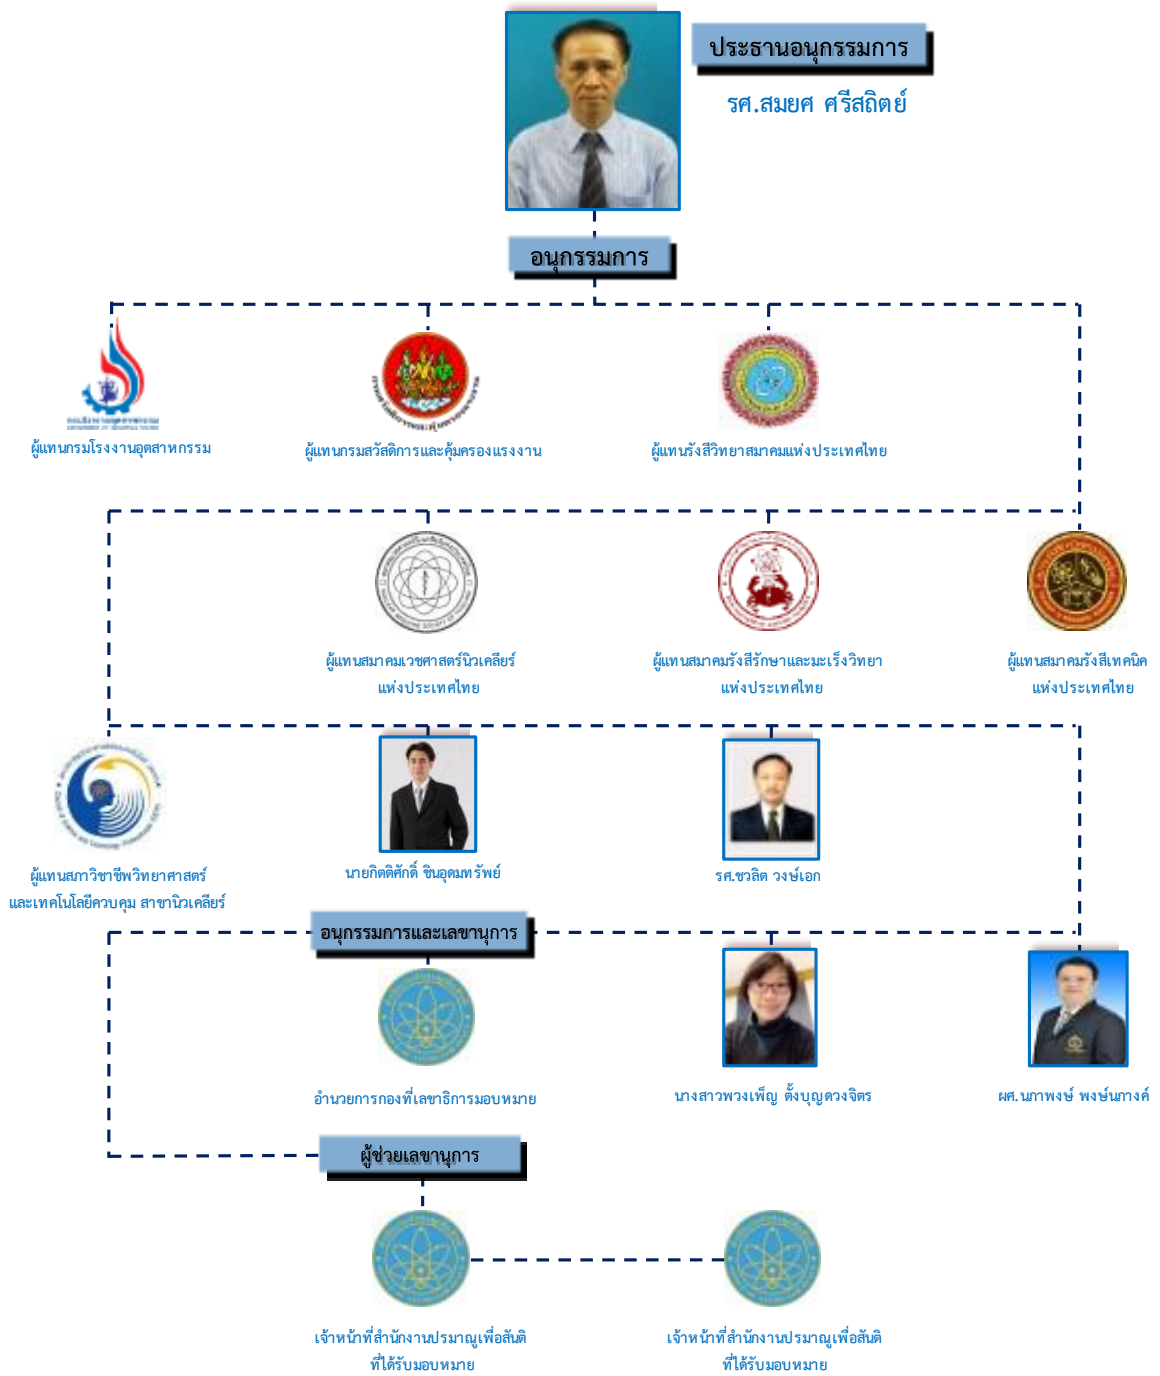 ประธานอนุกรรมการ
รศ.สมยศ ศรีสถิตย์
อนุกรรมการ
ผู้แทนกรมโรงงานอุตสาหกรรม
ผู้แทนกรมสวัสดิการและคุ้มครองแรงงาน
ผู้แทนรังสีวิทยาสมาคมแห่งประเทศไทย
ผู้แทนสมาคมเวชศาสตร์นิวเคลียร์
แห่งประเทศไทย
ผู้แทนสมาคมรังสีรักษาและมะเร็งวิทยา
แห่งประเทศไทย
ผู้แทนสมาคมรังสีเทคนิค
แห่งประเทศไทย
ผู้แทนสภาวิชาชีพวิทยาศาสตร์
และเทคโนโลยีควบคุม สาขานิวเคลียร์
นายกิตติศักดิ์ ชินอุดมทรัพย์
รศ.ชวลิต วงษ์เอก
อนุกรรมการและเลขานุการ
อำนวยการกองที่เลขาธิการมอบหมาย
นางสาวพวงเพ็ญ ตั้งบุญดวงจิตร
ผศ.นภาพงษ์ พงษ์นภางค์
ผู้ช่วยเลขานุการ
เจ้าหน้าที่สำนักงานปรมาณูเพื่อสันติ
ที่ได้รับมอบหมาย
เจ้าหน้าที่สำนักงานปรมาณูเพื่อสันติ
ที่ได้รับมอบหมาย